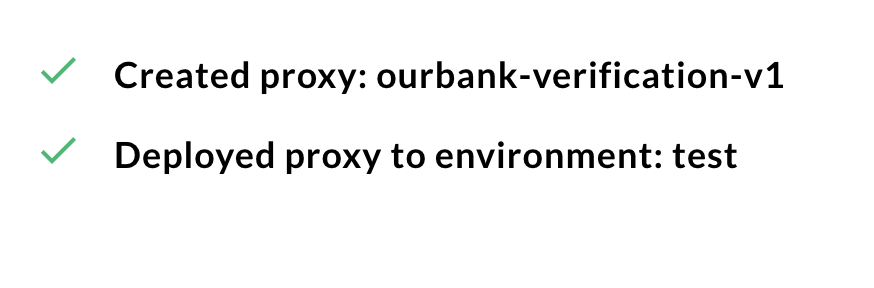 Created proxy: ourbank-verification-v1
Deployed proxy to environment: test